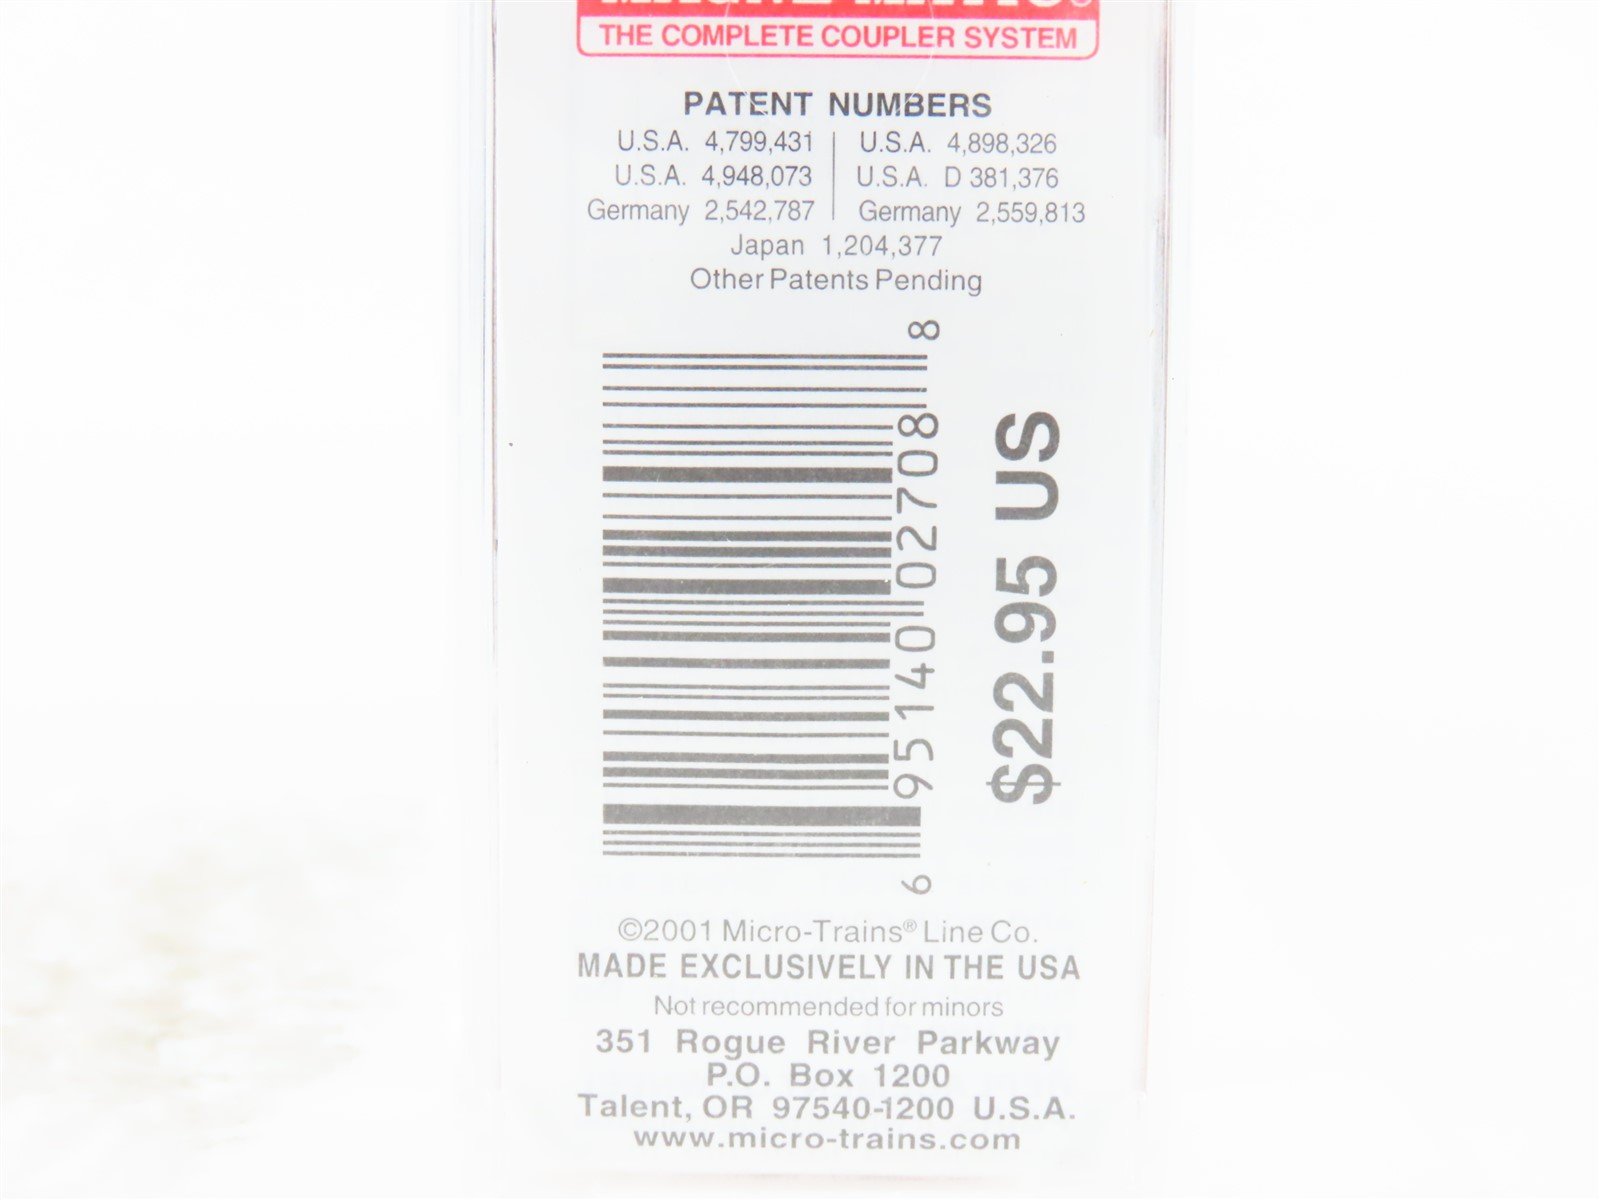 THE COMPLETE COUPLER SYSTEM
PATENT NUMBERS
U.S.A. 4,799,431 | U.S.A. 4,898,326
U.S.A. 4,948,073 | U.S.A. D 381,376
Germany 2,542,787 | Germany 2,559,813
Japan 1,204,377
Other Patents Pending
6 95140 02708 8
$22.95 US
©2001 Micro-Trains® Line Co.
MADE EXCLUSIVELY IN THE USA
Not recommended for minors
351 Rogue River Parkway
P.O. Box 1200
Talent, OR 97540-1200 U.S.A.
www.micro-trains.com